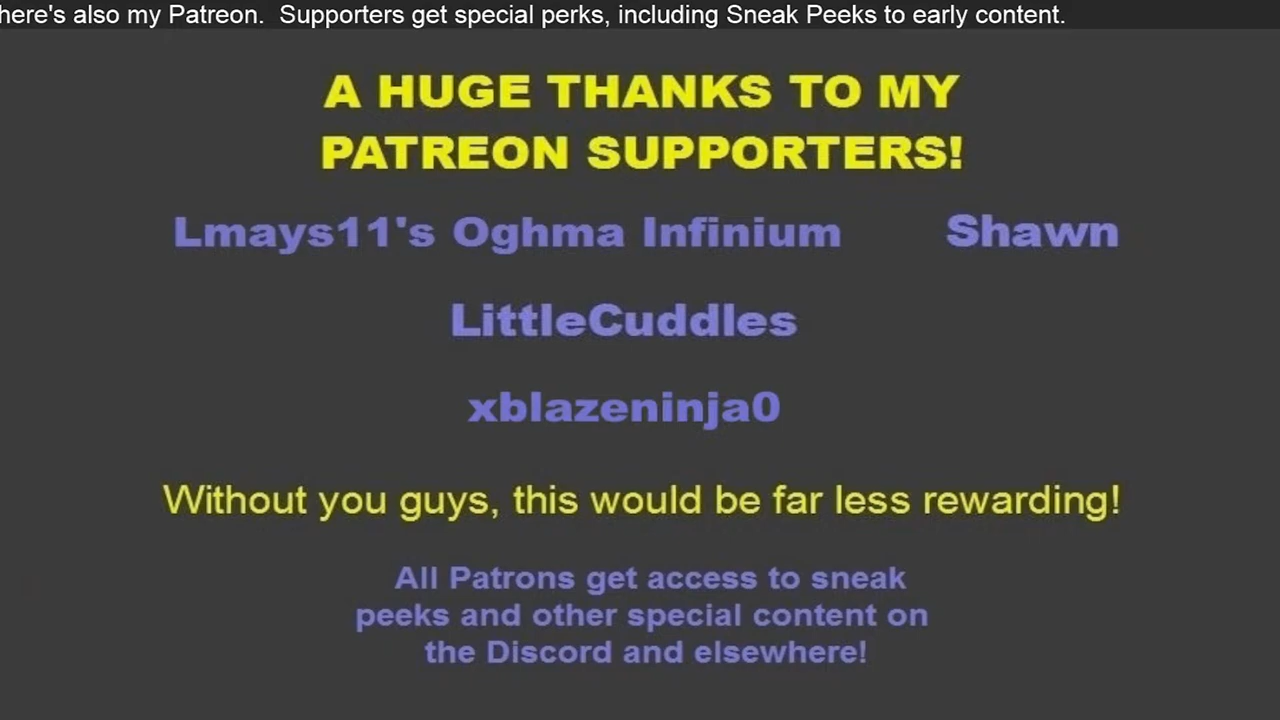 here's also my Patreon.  Supporters get special perks, including Sneak Peeks to early content.
A HUGE THANKS TO MY
PATREON SUPPORTERS!
Lmays11's Oghma Infinium Shawn
LittleCuddles
xblazeninja0
Without you guys, this would be far less rewarding!
All Patrons get access to sneak
peeks and other special content on
the Discord and elsewhere!